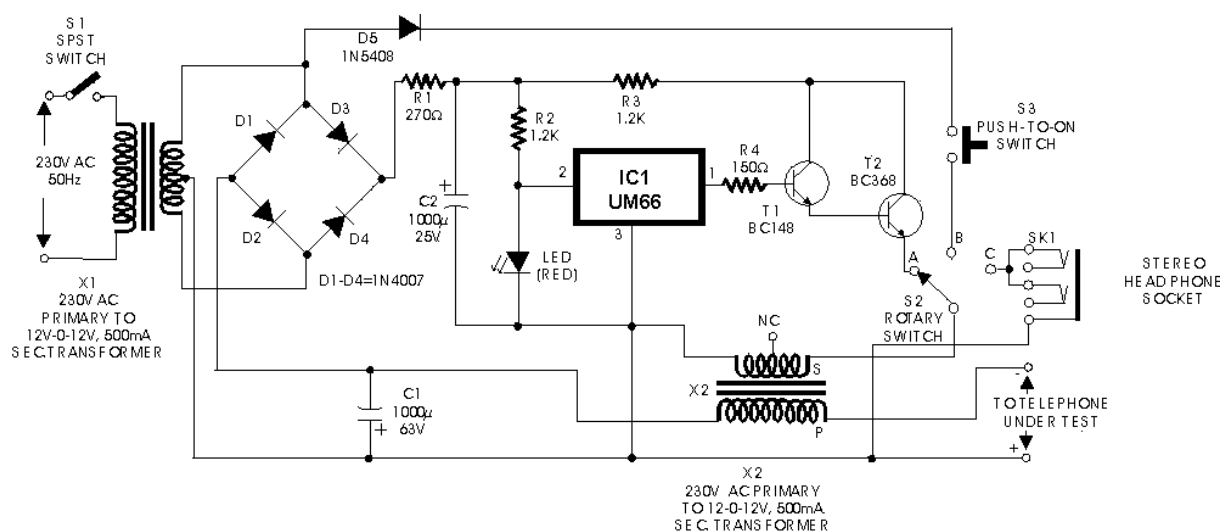 S1
SPST
SWITCH
230V AC
50Hz
X1
230V AC
PRIMARY TO
12V-0-12V, 500mA
SEC.TRANSFORMER
D5
1N5408
D1
D3
D2
D4
D1-D4=1N4007
R1
270Ω
R2
1.2K
R3
1.2K
+
C2
1000µ
25V
LED
(RED)
2
IC1
UM66
1
3
R4
150Ω
T1
BC148
T2
BC368
S3
PUSH-TO-ON
SWITCH
A
B
C
S2
ROTARY
SWITCH
SK1
STEREO
HEADPHONE
SOCKET
NC
S
X2
P
C1
1000µ
+ 63V
-
TO TELEPHONE
UNDER TEST
+
X2
230V AC PRIMARY
TO 12-0-12V, 500mA
SEC.TRANSFORMER